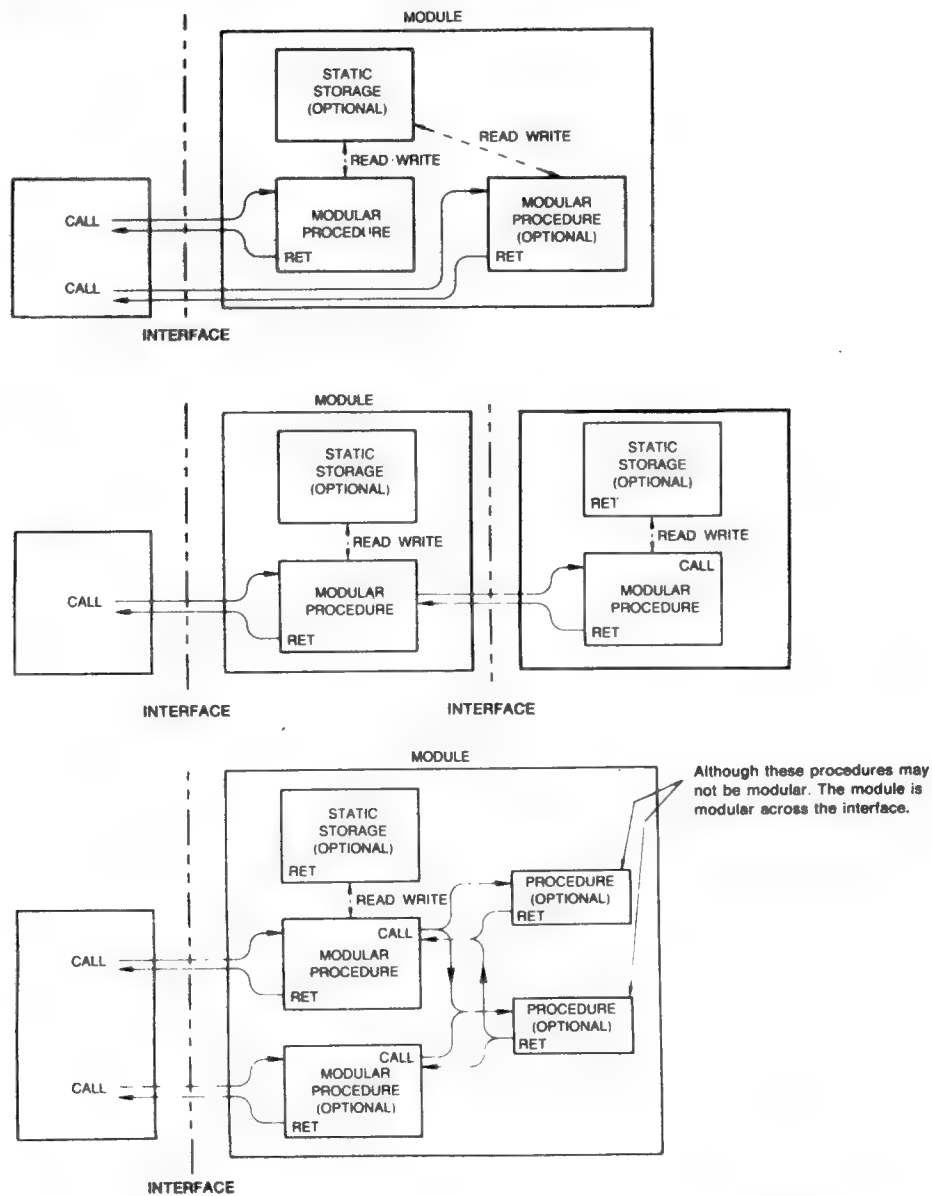 MODULE
STATIC
STORAGE
(OPTIONAL)
READ WRITE
READ WRITE
CALL
MODULAR
PROCEDURE
RET
MODULAR
PROCEDURE
(OPTIONAL)
RET
CALL
INTERFACE
MODULE
STATIC
STORAGE
(OPTIONAL)
READ WRITE
CALL
MODULAR
PROCEDURE
RET
STATIC
STORAGE
(OPTIONAL)
RET
READ WRITE
CALL
MODULAR
PROCEDURE
RET
INTERFACE
INTERFACE
MODULE
Although these procedures may
not be modular. The module is
modular across the interface.
STATIC
STORAGE
(OPTIONAL)
RET
READ WRITE
PROCEDURE
(OPTIONAL)
RET
CALL
CALL
MODULAR
PROCEDURE
RET
PROCEDURE
(OPTIONAL)
RET
CALL
CALL
MODULAR
PROCEDURE
(OPTIONAL)
RET
INTERFACE